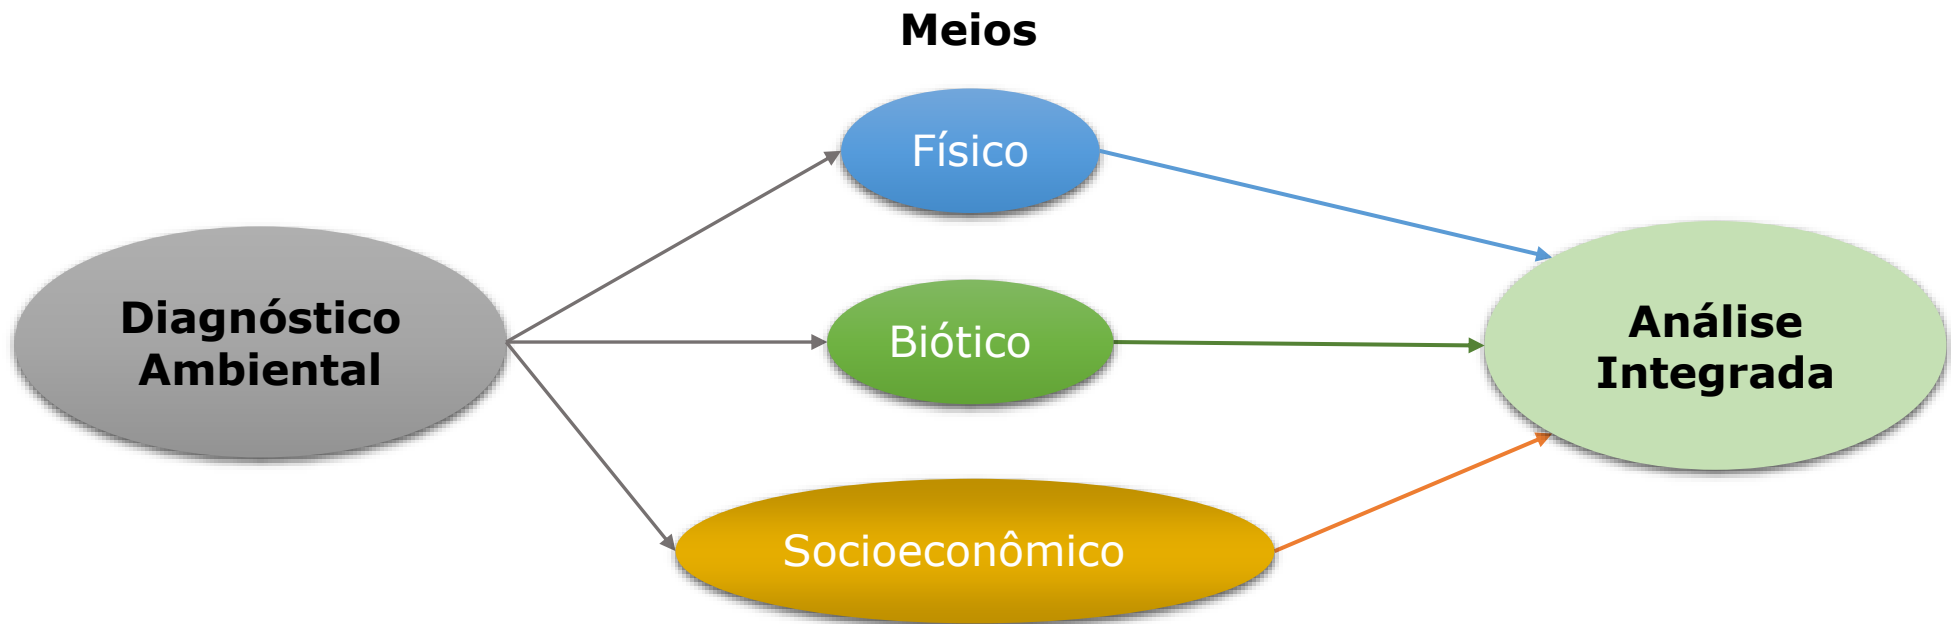 Meios
Físico
Diagnóstico
Ambiental
Biótico
Análise
Integrada
Socioeconômico